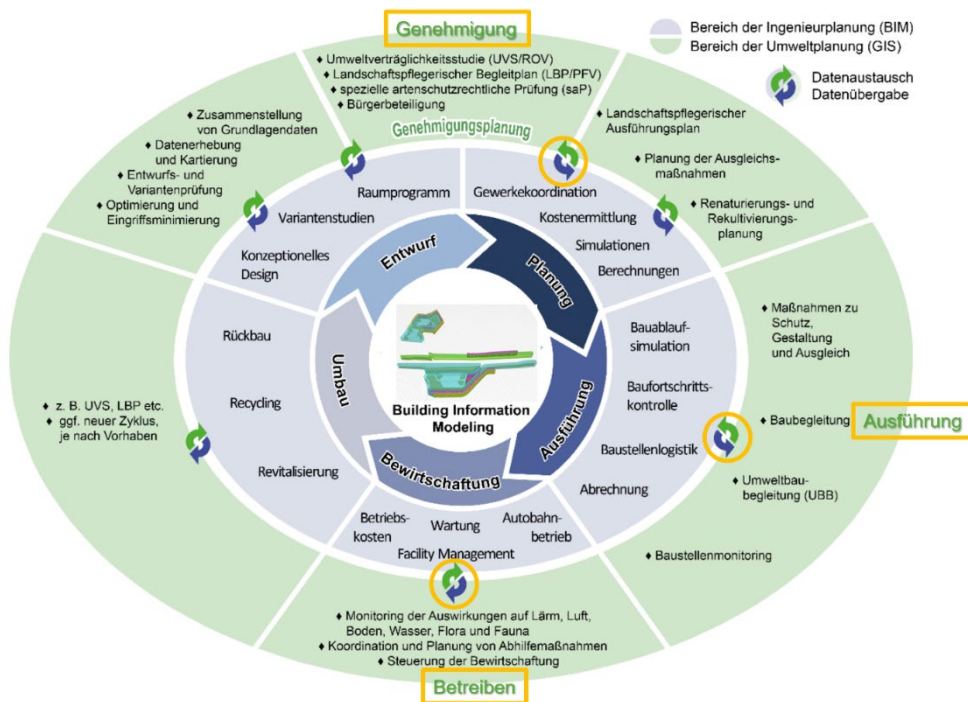 Genehmigung
♦ Umweltverträglichkeitsstudie (UVS/ROV)
♦ Landschaftspflegerischer Begleitplan (LBP/PFV)
♦ spezielle artenschutzrechtliche Prüfung (saP)
♦ Bürgerbeteiligung
Genehmigungsplanung
Bereich der Ingenieurplanung (BIM)
Bereich der Umweltplanung (GIS)
Datenaustausch
Datenübergabe
♦ Zusammenstellung
von Grundlagendaten
♦ Datenerhebung
und Kartierung
♦ Entwurfs- und
Variantenprüfung
♦ Optimierung und
Eingriffsminimierung
♦ Landschaftspflegerischer
Ausführungsplan
♦ Planung der Ausgleichs-
maßnahmen
♦ Renaturierungs- und
Rekultivierungs-
planung
Raumprogramm
Variantenstudien
Konzeptionelles
Design
Gewerkekoordination
Kostenermittlung
Simulationen
Berechnungen
Entwurf
Planung
Ausführung
Bewirtschaftung
Umbau
Building Information
Modeling
Rückbau
Recycling
Revitalisierung
Bauablauf-
simulation
Baufortschritts-
kontrolle
Baustellenlogistik
Abrechnung
♦ Maßnahmen zu
Schutz,
Gestaltung
und Ausgleich
♦ Baubegleitung
Ausführung
♦ Umweltbau-
begleitung (UBB)
♦ Baustellenmonitoring
♦ z. B. UVS, LBP etc.
♦ ggf. neuer Zyklus,
je nach Vorhaben
Betriebs-
kosten
Wartung
Autobahn-
betrieb
Facility Management
♦ Monitoring der Auswirkungen auf Lärm, Luft,
Boden, Wasser, Flora und Fauna
♦ Koordination und Planung von Abhilfemaßnahmen
♦ Steuerung der Bewirtschaftung
Betreiben